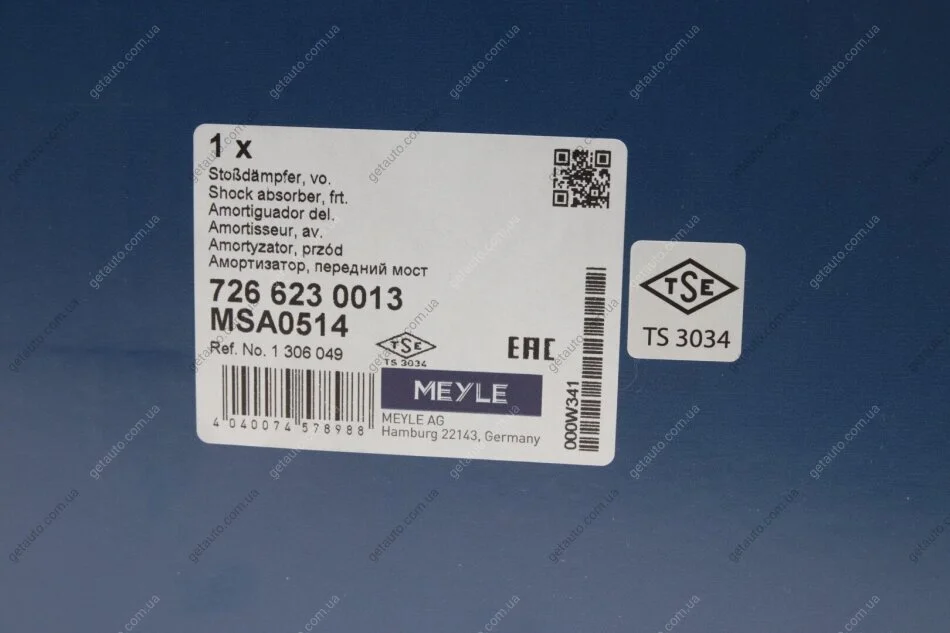 1 x
Stoßdämpfer, vo.
Shock absorber, frt.
Amortiguador del.
Amortisseur, av.
Amortyzator, przód
Амортизатор, передний мост
726 623 0013
MSA0514
Ref. No. 1 306 049
TSE
TS 3034
EAC
4 040074 578988
MEYLE
MEYLE AG
Hamburg 22143, Germany
000W341
TSE
TS 3034
getauto.com.ua